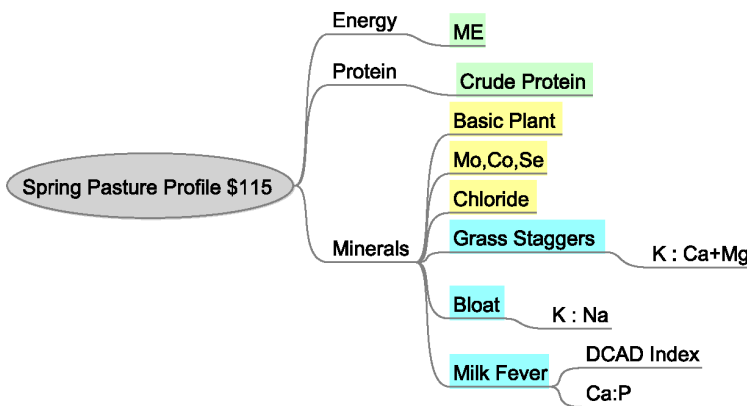 Spring Pasture Profile $115
Energy
ME
Protein
Crude Protein
Minerals
Basic Plant
Mo,Co,Se
Chloride
Grass Staggers
K : Ca+Mg
Bloat
K : Na
Milk Fever
DCAD Index
Ca:P